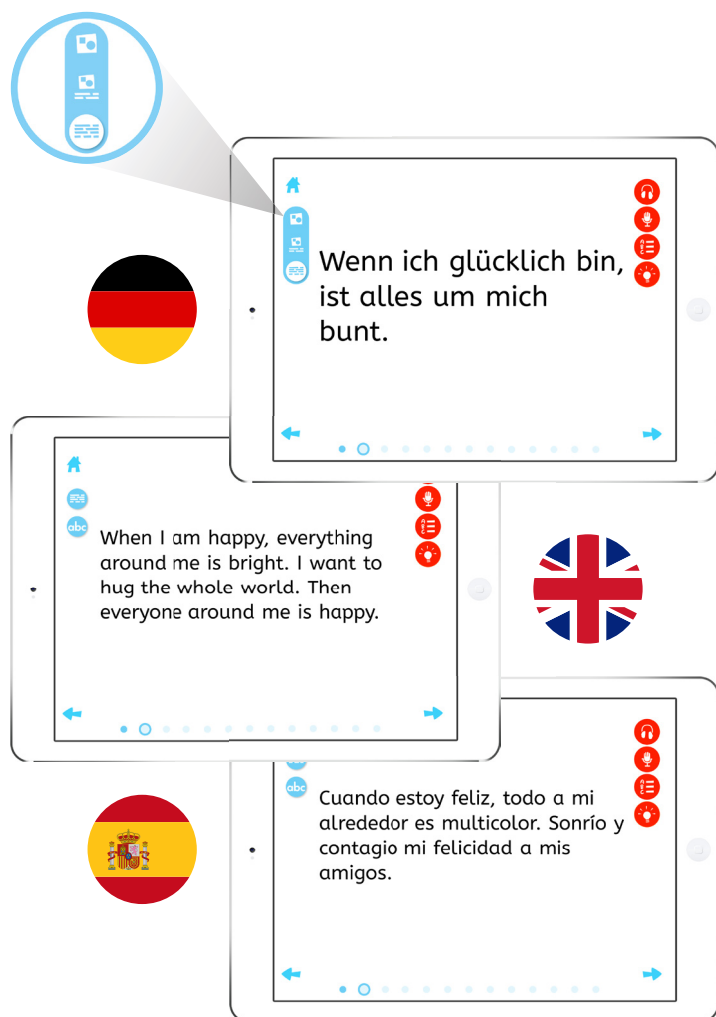 Wenn ich glücklich bin,
ist alles um mich
bunt.
abc
When I am happy, everything
around me is bright. I want to
hug the whole world. Then
everyone around me is happy.
abc
Cuando estoy feliz, todo a mi
alrededor es multicolor. Sonrío y
contagio mi felicidad a mis
amigos.